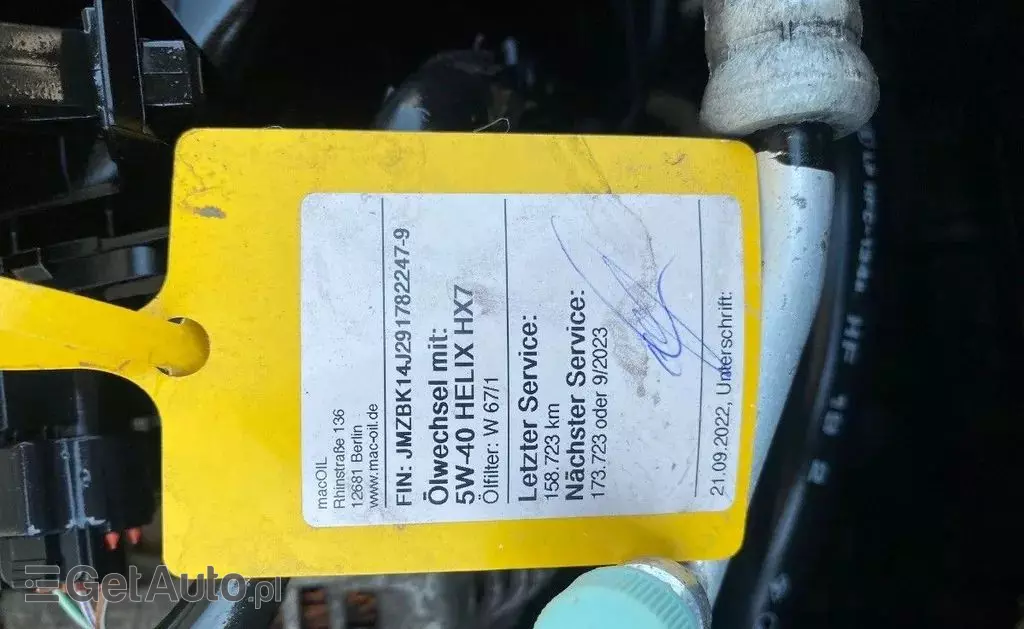 macOIL
Rhinstraße 136
12681 Berlin
www.mac-oil.de
FIN: JMZBK14J291782247-9
Ölwechsel mit:
5W-40 HELIX HX7
Ölfilter: W 67/1
Letzter Service:
158.723 km
Nächster Service:
173.723 oder 9/2023
21.09.2022, Unterschrift:
HF 13
GetAuto.pl